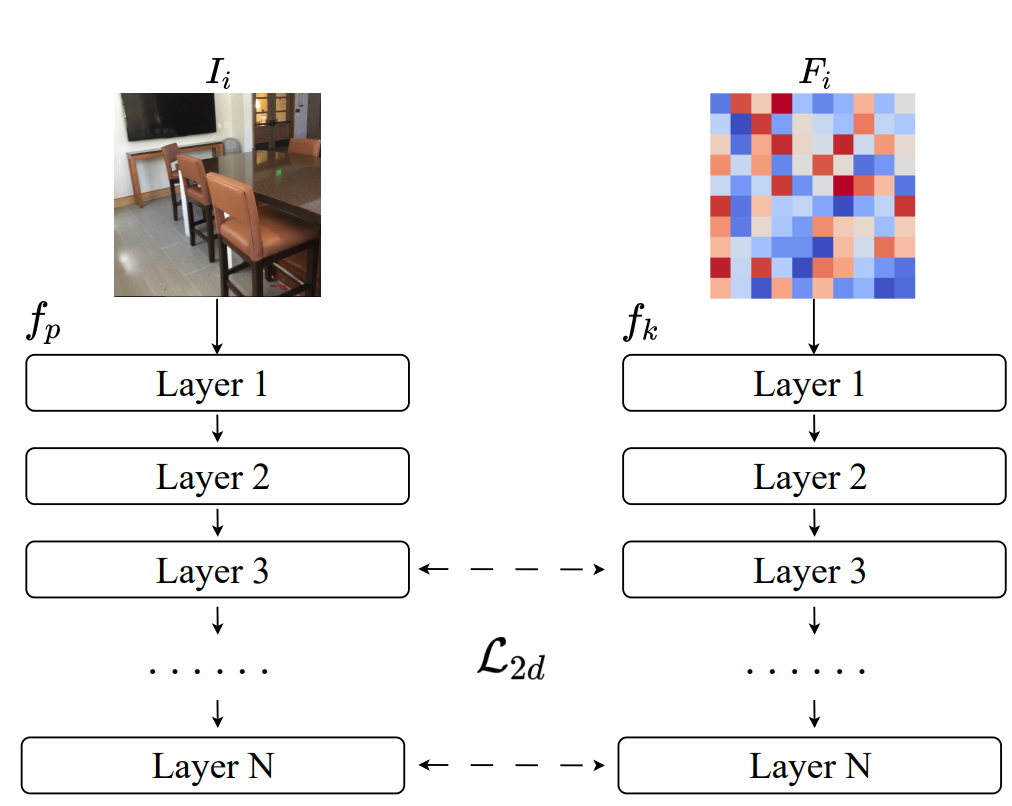 I_i F_i
f_p f_k
Layer 1 Layer 1
Layer 2 Layer 2
Layer 3 Layer 3
. . . . . . . . . . . .
ℒ_{2d}
Layer N Layer N